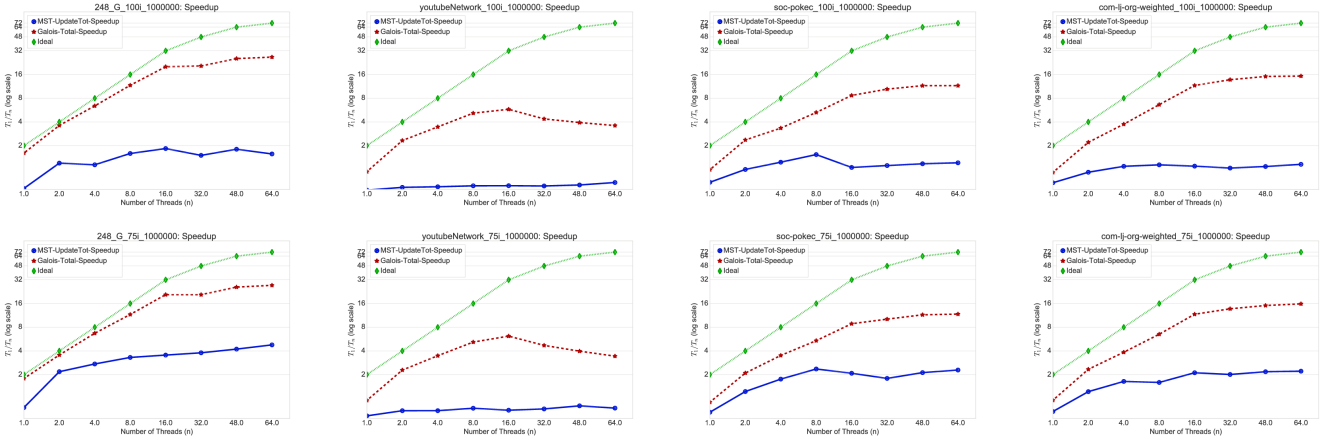 248_G_100i_1000000: Speedup
72
64
48
32
16
8
4
2
T₁/Tₙ (log scale)
MST-UpdateTot-Speedup
Galois-Total-Speedup
Ideal
1.0 2.0 4.0 8.0 16.0 32.0 48.0 64.0
Number of Threads (n)
youtubeNetwork_100i_1000000: Speedup
72
64
48
32
16
8
4
2
T₁/Tₙ (log scale)
MST-UpdateTot-Speedup
Galois-Total-Speedup
Ideal
1.0 2.0 4.0 8.0 16.0 32.0 48.0 64.0
Number of Threads (n)
soc-pokec_100i_1000000: Speedup
72
64
48
32
16
8
4
2
T₁/Tₙ (log scale)
MST-UpdateTot-Speedup
Galois-Total-Speedup
Ideal
1.0 2.0 4.0 8.0 16.0 32.0 48.0 64.0
Number of Threads (n)
com-lj-org-weighted_100i_1000000: Speedup
72
64
48
32
16
8
4
2
T₁/Tₙ (log scale)
MST-UpdateTot-Speedup
Galois-Total-Speedup
Ideal
1.0 2.0 4.0 8.0 16.0 32.0 48.0 64.0
Number of Threads (n)
248_G_75i_1000000: Speedup
72
64
48
32
16
8
4
2
T₁/Tₙ (log scale)
MST-UpdateTot-Speedup
Galois-Total-Speedup
Ideal
1.0 2.0 4.0 8.0 16.0 32.0 48.0 64.0
Number of Threads (n)
youtubeNetwork_75i_1000000: Speedup
72
64
48
32
16
8
4
2
T₁/Tₙ (log scale)
MST-UpdateTot-Speedup
Galois-Total-Speedup
Ideal
1.0 2.0 4.0 8.0 16.0 32.0 48.0 64.0
Number of Threads (n)
soc-pokec_75i_1000000: Speedup
72
64
48
32
16
8
4
2
T₁/Tₙ (log scale)
MST-UpdateTot-Speedup
Galois-Total-Speedup
Ideal
1.0 2.0 4.0 8.0 16.0 32.0 48.0 64.0
Number of Threads (n)
com-lj-org-weighted_75i_1000000: Speedup
72
64
48
32
16
8
4
2
T₁/Tₙ (log scale)
MST-UpdateTot-Speedup
Galois-Total-Speedup
Ideal
1.0 2.0 4.0 8.0 16.0 32.0 48.0 64.0
Number of Threads (n)